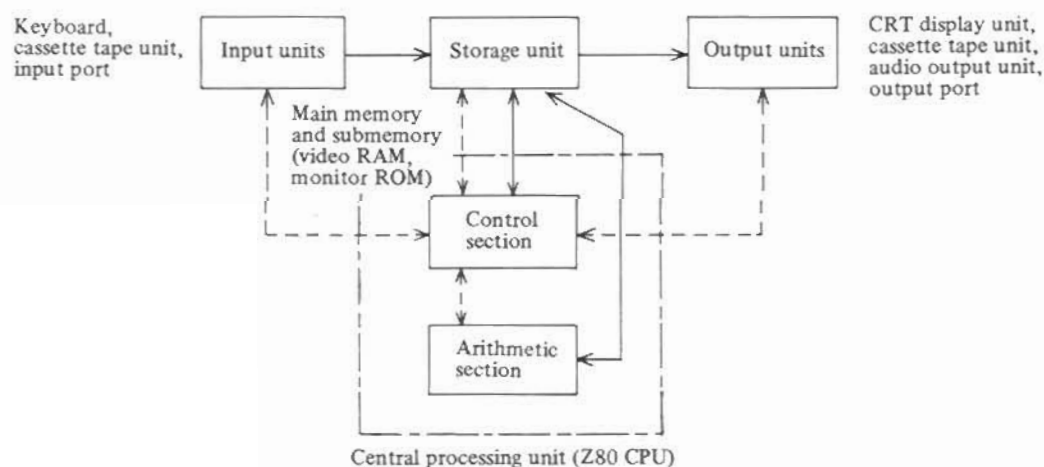 Keyboard,
cassette tape unit,
input port
Input units
Storage unit
Output units
CRT display unit,
cassette tape unit,
audio output unit,
output port
Main memory
and submemory
(video RAM,
monitor ROM)
Control
section
Arithmetic
section
Central processing unit (Z80 CPU)